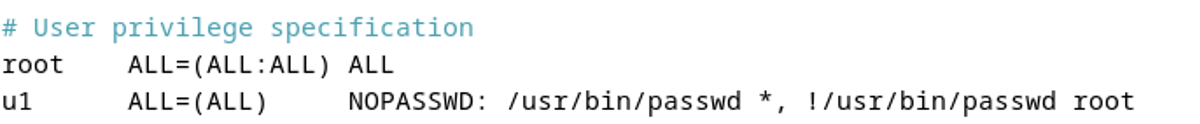 # User privilege specification
root    ALL=(ALL:ALL) ALL
u1      ALL=(ALL)     NOPASSWD: /usr/bin/passwd *, !/usr/bin/passwd root